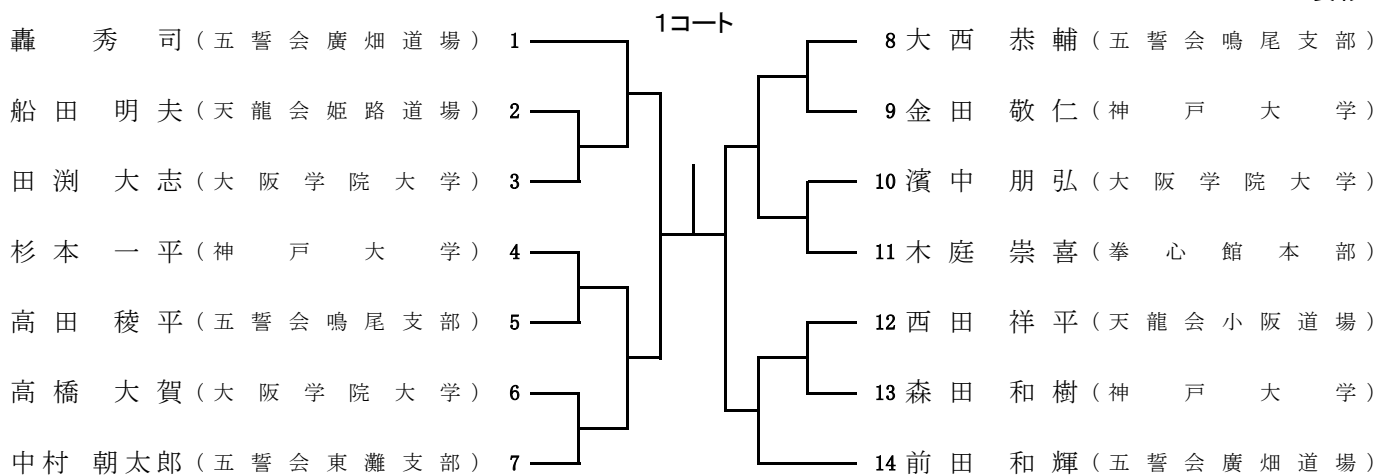 1コート
轟 秀 司 ( 五 誓 会 廣 畑 道 場 ) 1
船 田 明 夫 ( 天 龍 会 姫 路 道 場 ) 2
田 渕 大 志 ( 大 阪 学 院 大 学 ) 3
杉 本 一 平 ( 神 戸 大 学 ) 4
高 田 稜 平 ( 五 誓 会 鳴 尾 支 部 ) 5
高 橋 大 賀 ( 大 阪 学 院 大 学 ) 6
中 村 朝 太 郎 ( 五 誓 会 東 灘 支 部 ) 7
8 大 西 恭 輔 ( 五 誓 会 鳴 尾 支 部 )
9 金 田 敬 仁 ( 神 戸 大 学 )
10 濱 中 朋 弘 ( 大 阪 学 院 大 学 )
11 木 庭 崇 喜 ( 拳 心 館 本 部 )
12 西 田 祥 平 ( 天 龍 会 小 阪 道 場 )
13 森 田 和 樹 ( 神 戸 大 学 )
14 前 田 和 輝 ( 五 誓 会 廣 畑 道 場 )